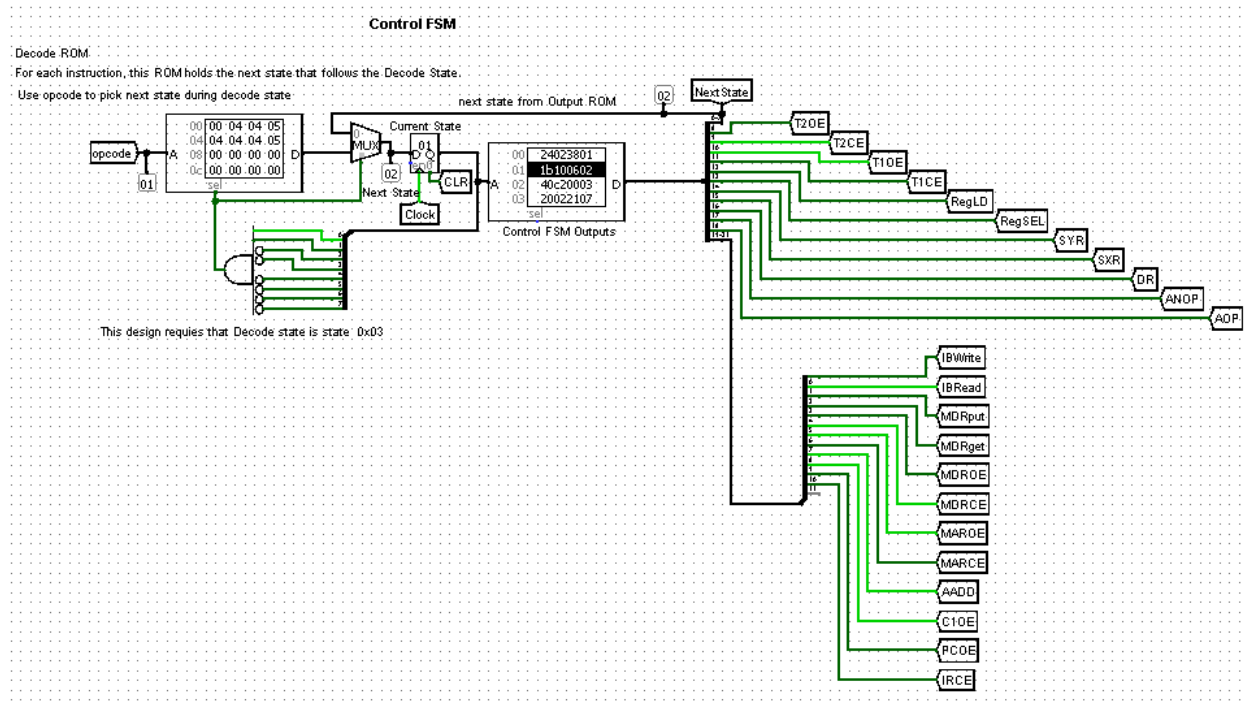 Control FSM
Decode ROM
For each instruction, this ROM holds the next state that follows the Decode State.
Use opcode to pick next state during decode state
next state from Output ROM
02
Next State
opcode
01
A
00 00 04 04 05
04 04 04 04 05
08 00 00 00 00
0c 00 00 00 00
D
sel
0
MUX
02
Next State
Current State
01
D Q
en 0
CLR
Clock
A
00 24023801
01 1b100602
02 40c20003
03 20022107
D
sel
Control FSM Outputs
This design requies that Decode state is state 0x03
T2OE
T2CE
T1OE
T1CE
RegLD
RegSEL
SYR
SXR
DR
ANOP
AOP
IBWrite
IBRead
MDRput
MDRget
MDROE
MDRCE
MAROE
MARCE
AADD
C1OE
PCOE
IRCE